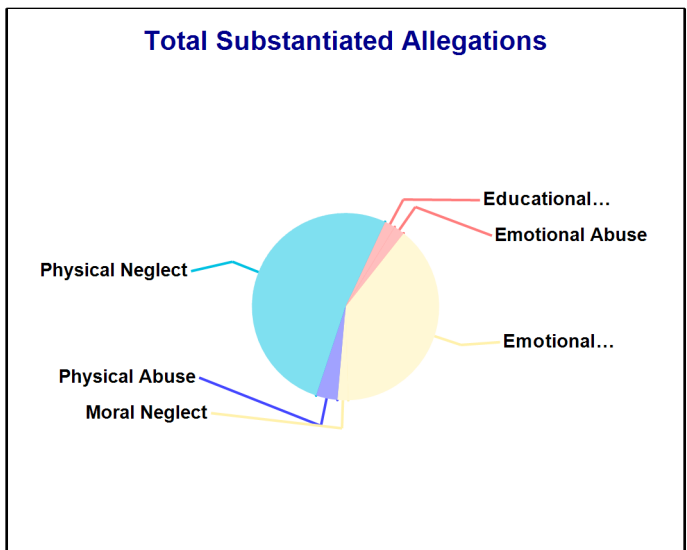 Total Substantiated Allegations
Educational…
Emotional Abuse
Physical Neglect
Emotional…
Physical Abuse
Moral Neglect